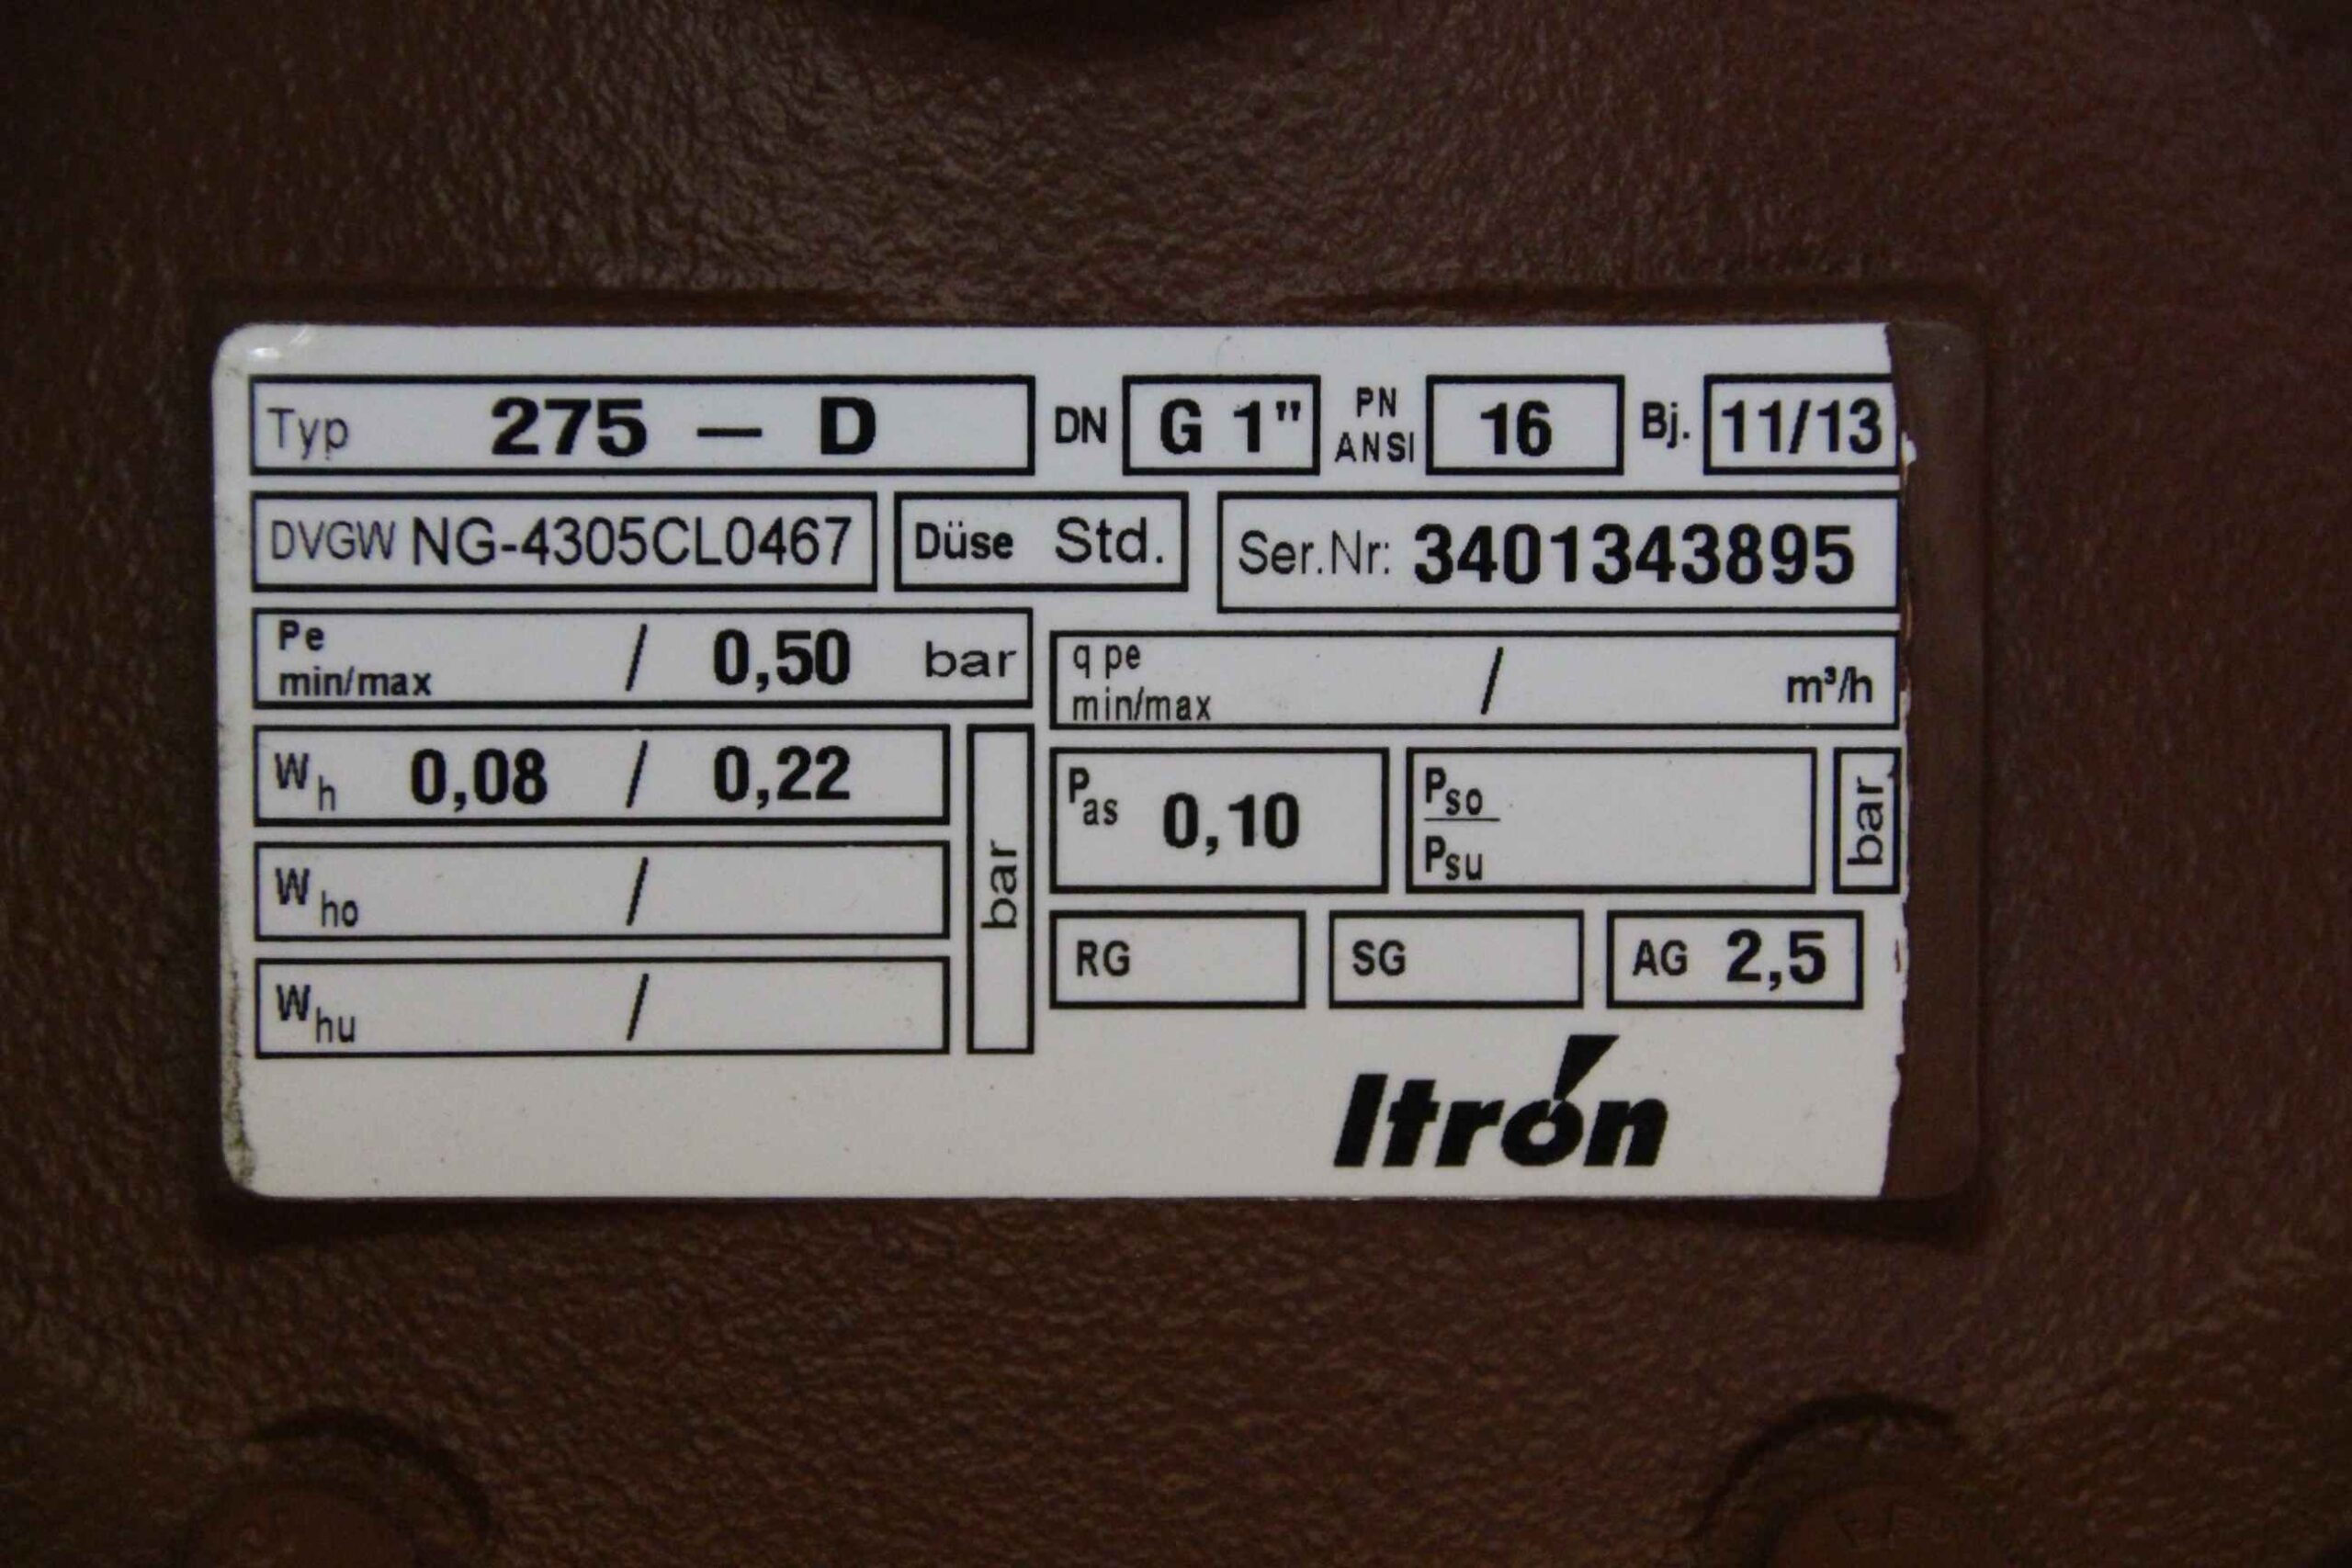 Typ 275 – D DN G 1" PN ANSI 16 Bj. 11/13
DVGW NG-4305CL0467 Düse Std. Ser.Nr: 3401343895
Pe min/max / 0,50 bar
q pe min/max / m³/h
Wh 0,08 / 0,22
Who /
Whu /
bar
Pas 0,10
Pso
Psu
bar
RG SG AG 2,5
Itron